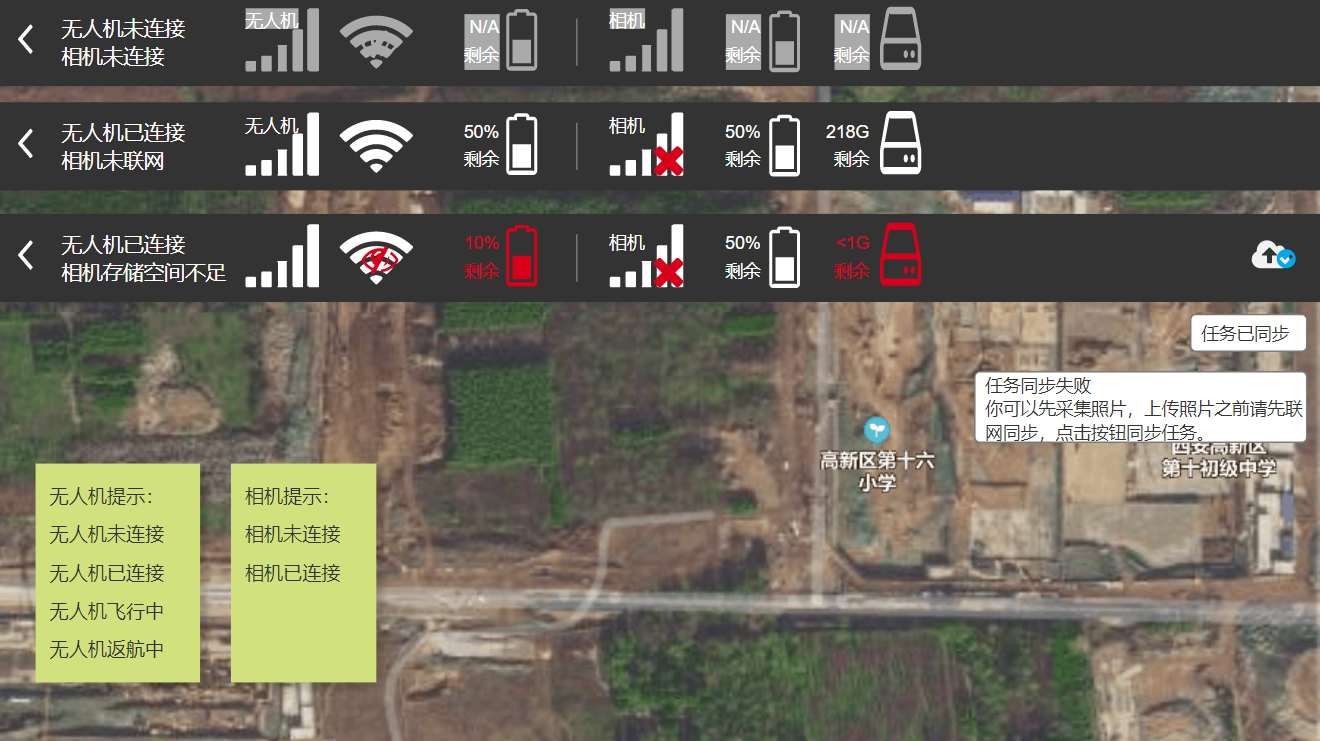 无人机未连接
相机未连接
无人机
N/A
剩余
相机
N/A
剩余
N/A
剩余
无人机已连接
相机未联网
无人机
50%
剩余
相机
50%
剩余
218G
剩余
无人机已连接
相机存储空间不足
10%
剩余
相机
50%
剩余
<1G
剩余
任务已同步
任务同步失败
你可以先采集照片，上传照片之前请先联
网同步，点击按钮同步任务。
高新区第十六
小学
西安高新区
第十初级中学
无人机提示：
无人机未连接
无人机已连接
无人机飞行中
无人机返航中
相机提示：
相机未连接
相机已连接